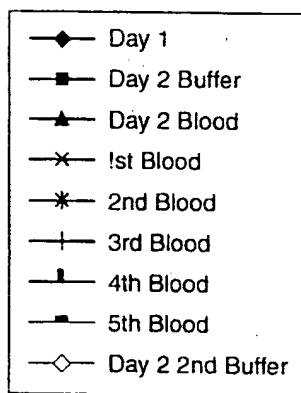 Day 1
Day 2 Buffer
Day 2 Blood
!st Blood
2nd Blood
3rd Blood
4th Blood
5th Blood
Day 2 2nd Buffer